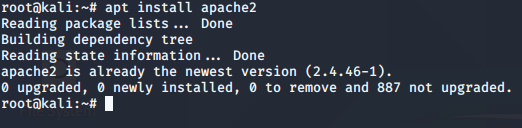 root@kali:~# apt install apache2
Reading package lists... Done
Building dependency tree
Reading state information... Done
apache2 is already the newest version (2.4.46-1).
0 upgraded, 0 newly installed, 0 to remove and 887 not upgraded.
root@kali:~#